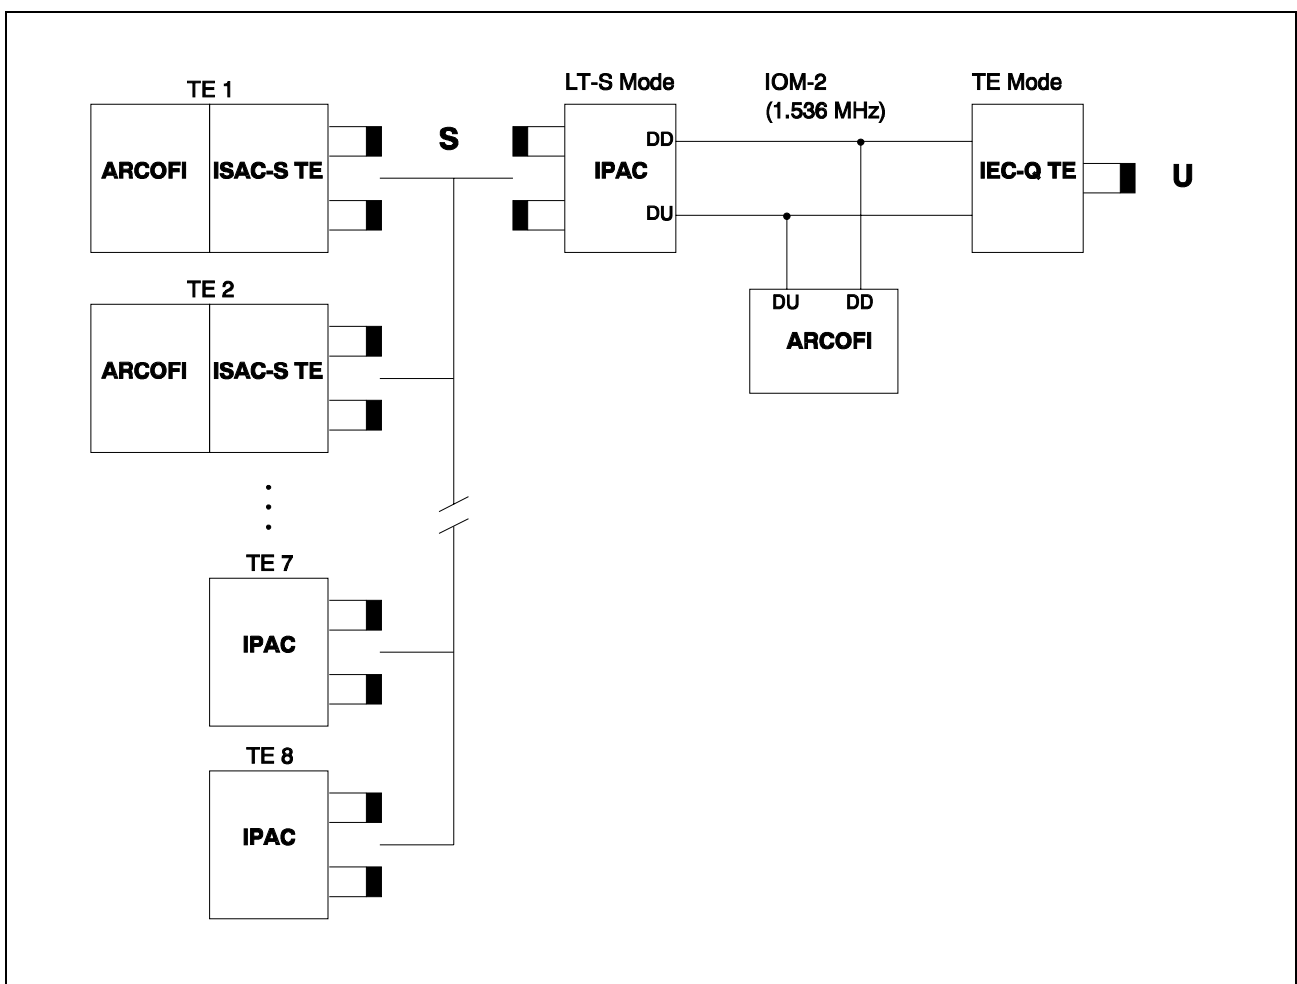 TE 1
ARCOFI
ISAC-S TE
S
LT-S Mode
DD
IPAC
DU
IOM-2
(1.536 MHz)
TE Mode
IEC-Q TE
U
DU
DD
ARCOFI
TE 2
ARCOFI
ISAC-S TE
TE 7
IPAC
TE 8
IPAC